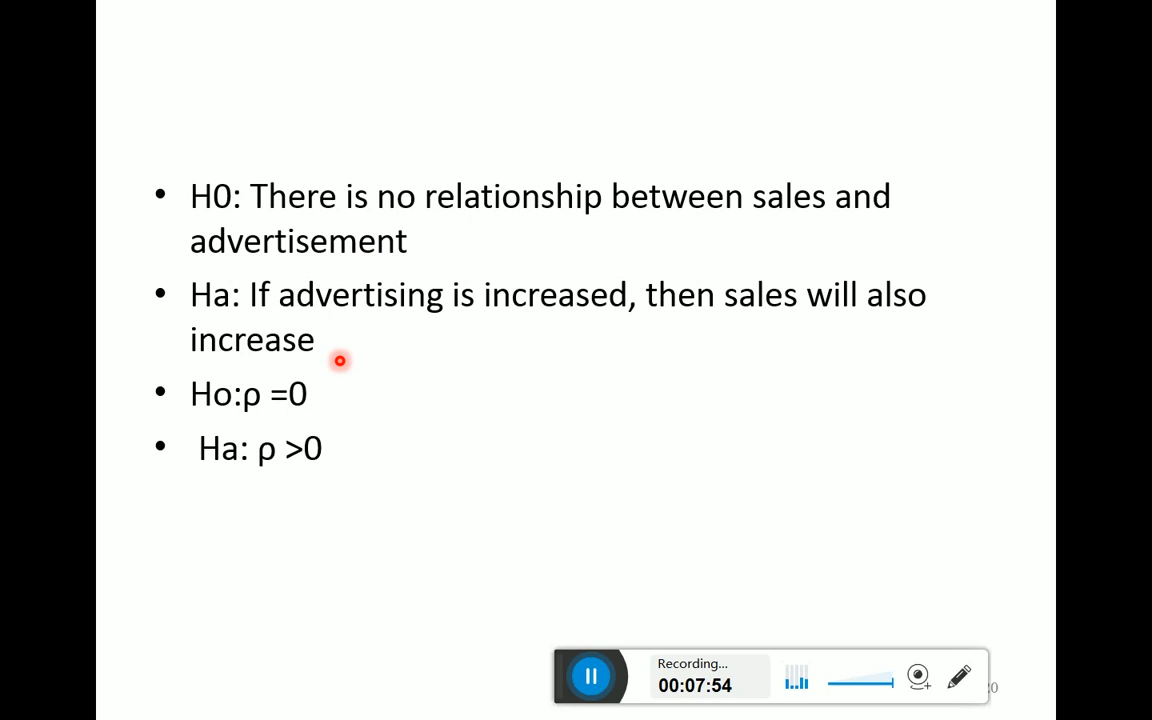 • H0: There is no relationship between sales and
advertisement
• Ha: If advertising is increased, then sales will also
increase
• Ho:ρ =0
• Ha: ρ >0
Recording...
00:07:54
20